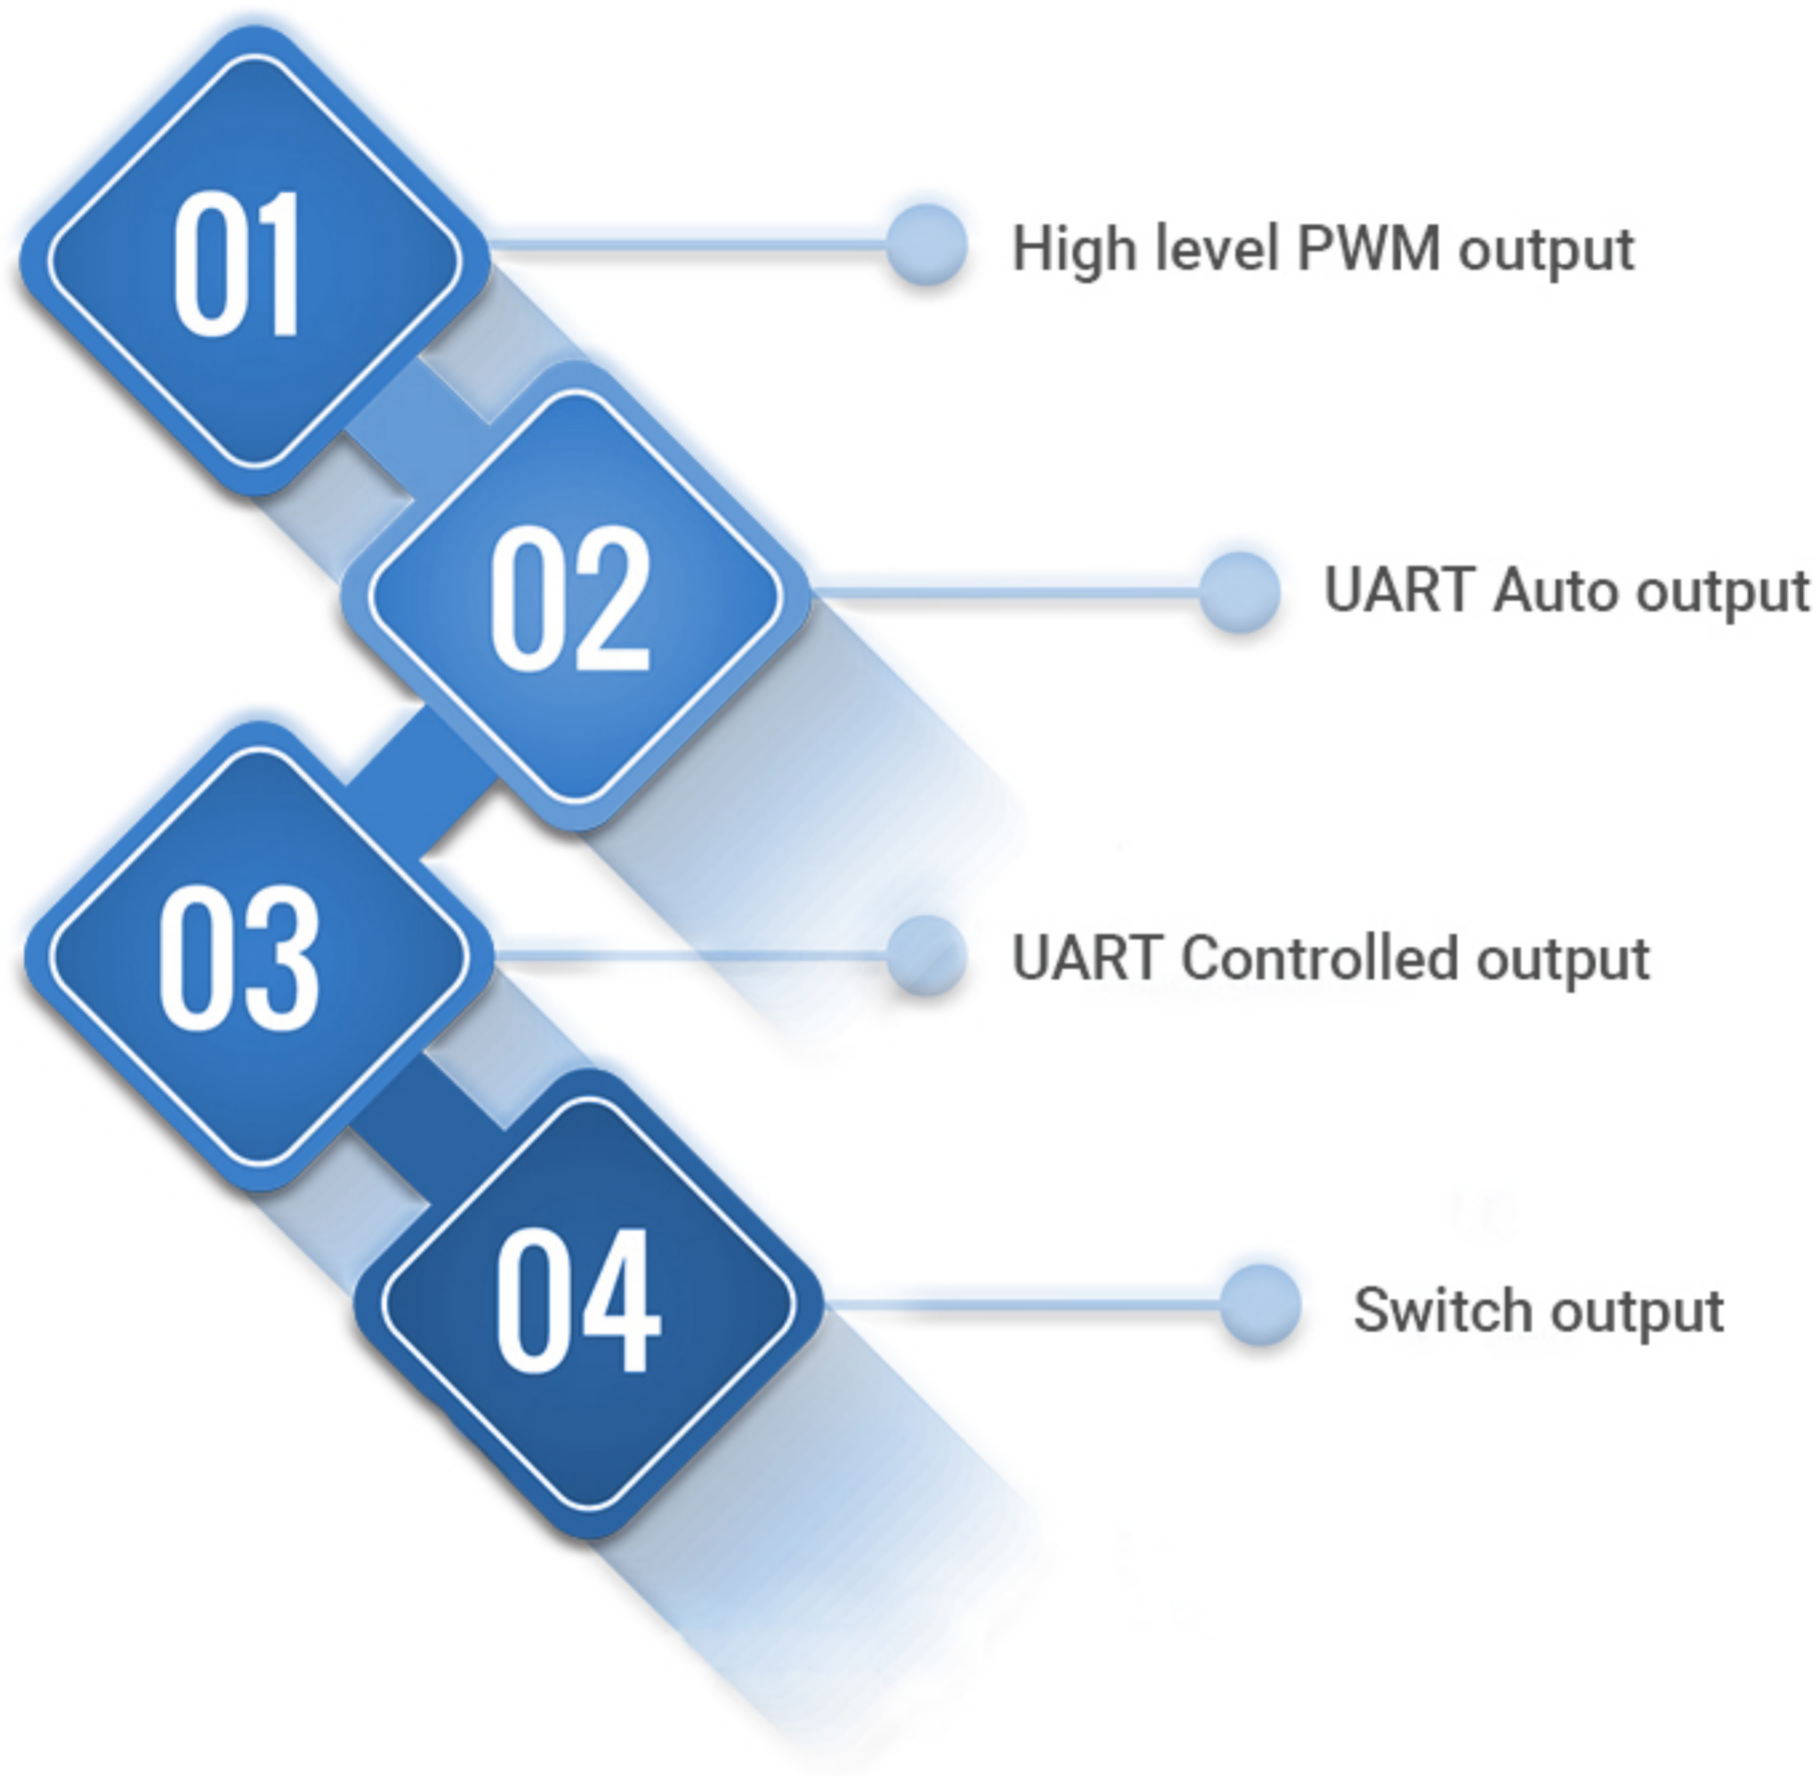 01
High level PWM output
02
UART Auto output
03
UART Controlled output
04
Switch output